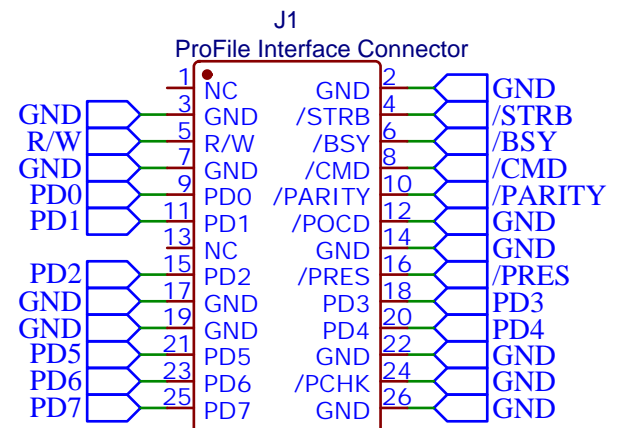 J1
ProFile Interface Connector
1 NC GND 2 GND
GND 3 GND /STRB 4 /STRB
R/W 5 R/W /BSY 6 /BSY
GND 7 GND /CMD 8 /CMD
PD0 9 PD0 /PARITY 10 /PARITY
PD1 11 PD1 /POCD 12 GND
13 NC GND 14 GND
PD2 15 PD2 /PRES 16 /PRES
GND 17 GND PD3 18 PD3
GND 19 GND PD4 20 PD4
PD5 21 PD5 GND 22 GND
PD6 23 PD6 /PCHK 24 GND
PD7 25 PD7 GND 26 GND